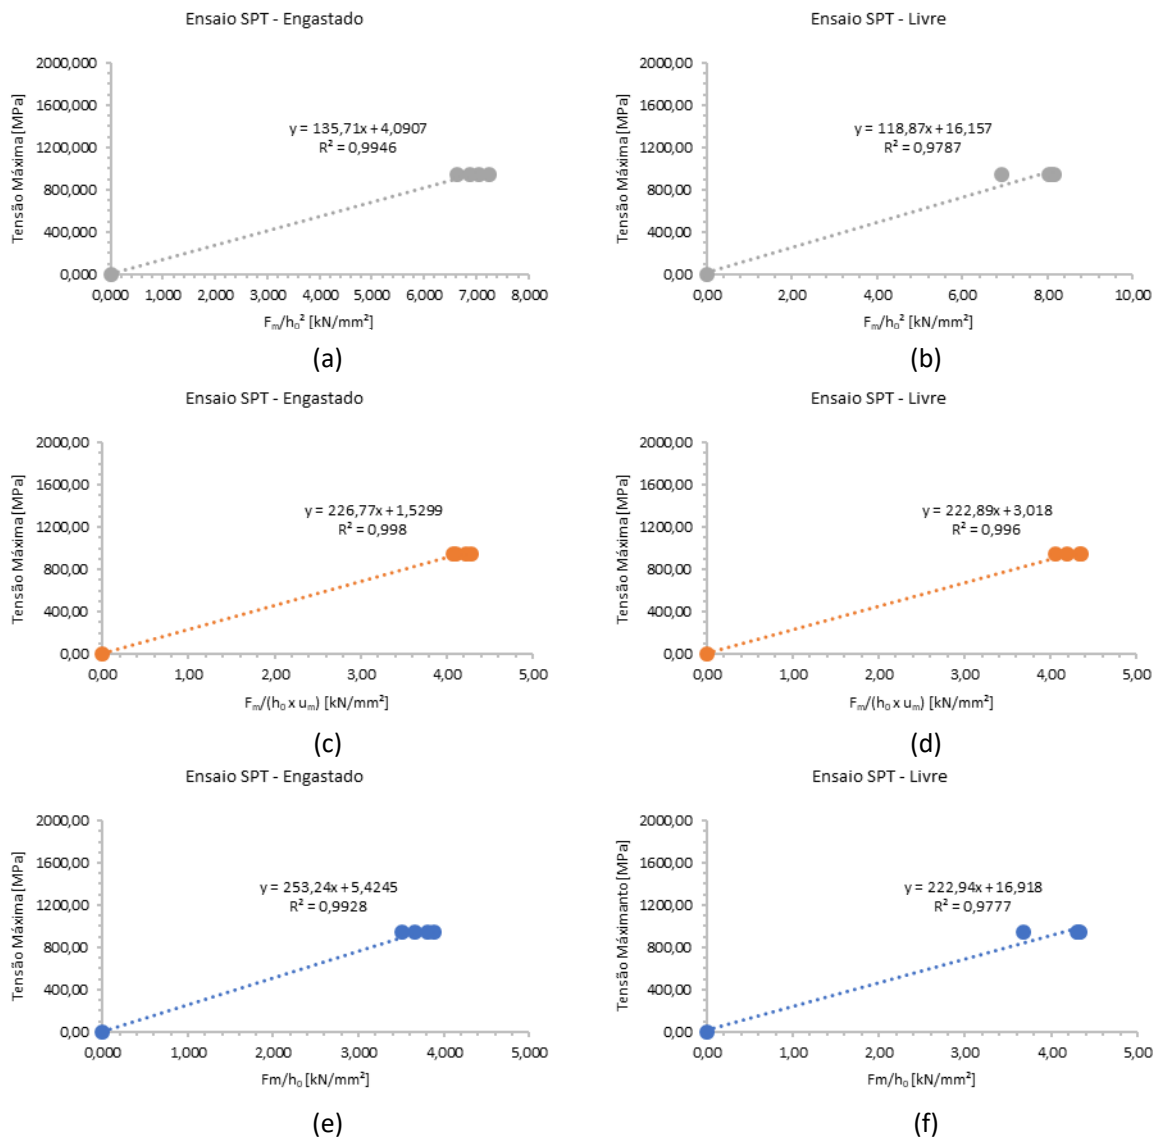 Ensaio SPT - Engastado
Tensão Máxima [MPa]
2000,000
1600,000
1200,000
800,000
400,000
0,000
y = 135,71x + 4,0907
R² = 0,9946
0,000 1,000 2,000 3,000 4,000 5,000 6,000 7,000 8,000
Fₘ/h₀² [kN/mm²]
(a)
Ensaio SPT - Livre
Tensão Máxima [MPa]
2000,00
1600,00
1200,00
800,00
400,00
0,00
y = 118,87x + 16,157
R² = 0,9787
0,00 2,00 4,00 6,00 8,00 10,00
Fₘ/h₀² [kN/mm²]
(b)
Ensaio SPT - Engastado
Tensão Máxima [MPa]
2000,00
1600,00
1200,00
800,00
400,00
0,00
y = 226,77x + 1,5299
R² = 0,998
0,00 1,00 2,00 3,00 4,00 5,00
Fₘ/(h₀ x uₘ) [kN/mm²]
(c)
Ensaio SPT - Livre
Tensão Máxima [MPa]
2000,00
1600,00
1200,00
800,00
400,00
0,00
y = 222,89x + 3,018
R² = 0,996
0,00 1,00 2,00 3,00 4,00 5,00
Fₘ/(h₀ x uₘ) [kN/mm²]
(d)
Ensaio SPT - Engastado
Tensão Máxima [MPa]
2000,00
1600,00
1200,00
800,00
400,00
0,00
y = 253,24x + 5,4245
R² = 0,9928
0,000 1,000 2,000 3,000 4,000 5,000
Fm/h₀ [kN/mm²]
(e)
Ensaio SPT - Livre
Tensão Máximanto [MPa]
2000,00
1600,00
1200,00
800,00
400,00
0,00
y = 222,94x + 16,918
R² = 0,9777
0,00 1,00 2,00 3,00 4,00 5,00
Fm/h₀ [kN/mm²]
(f)